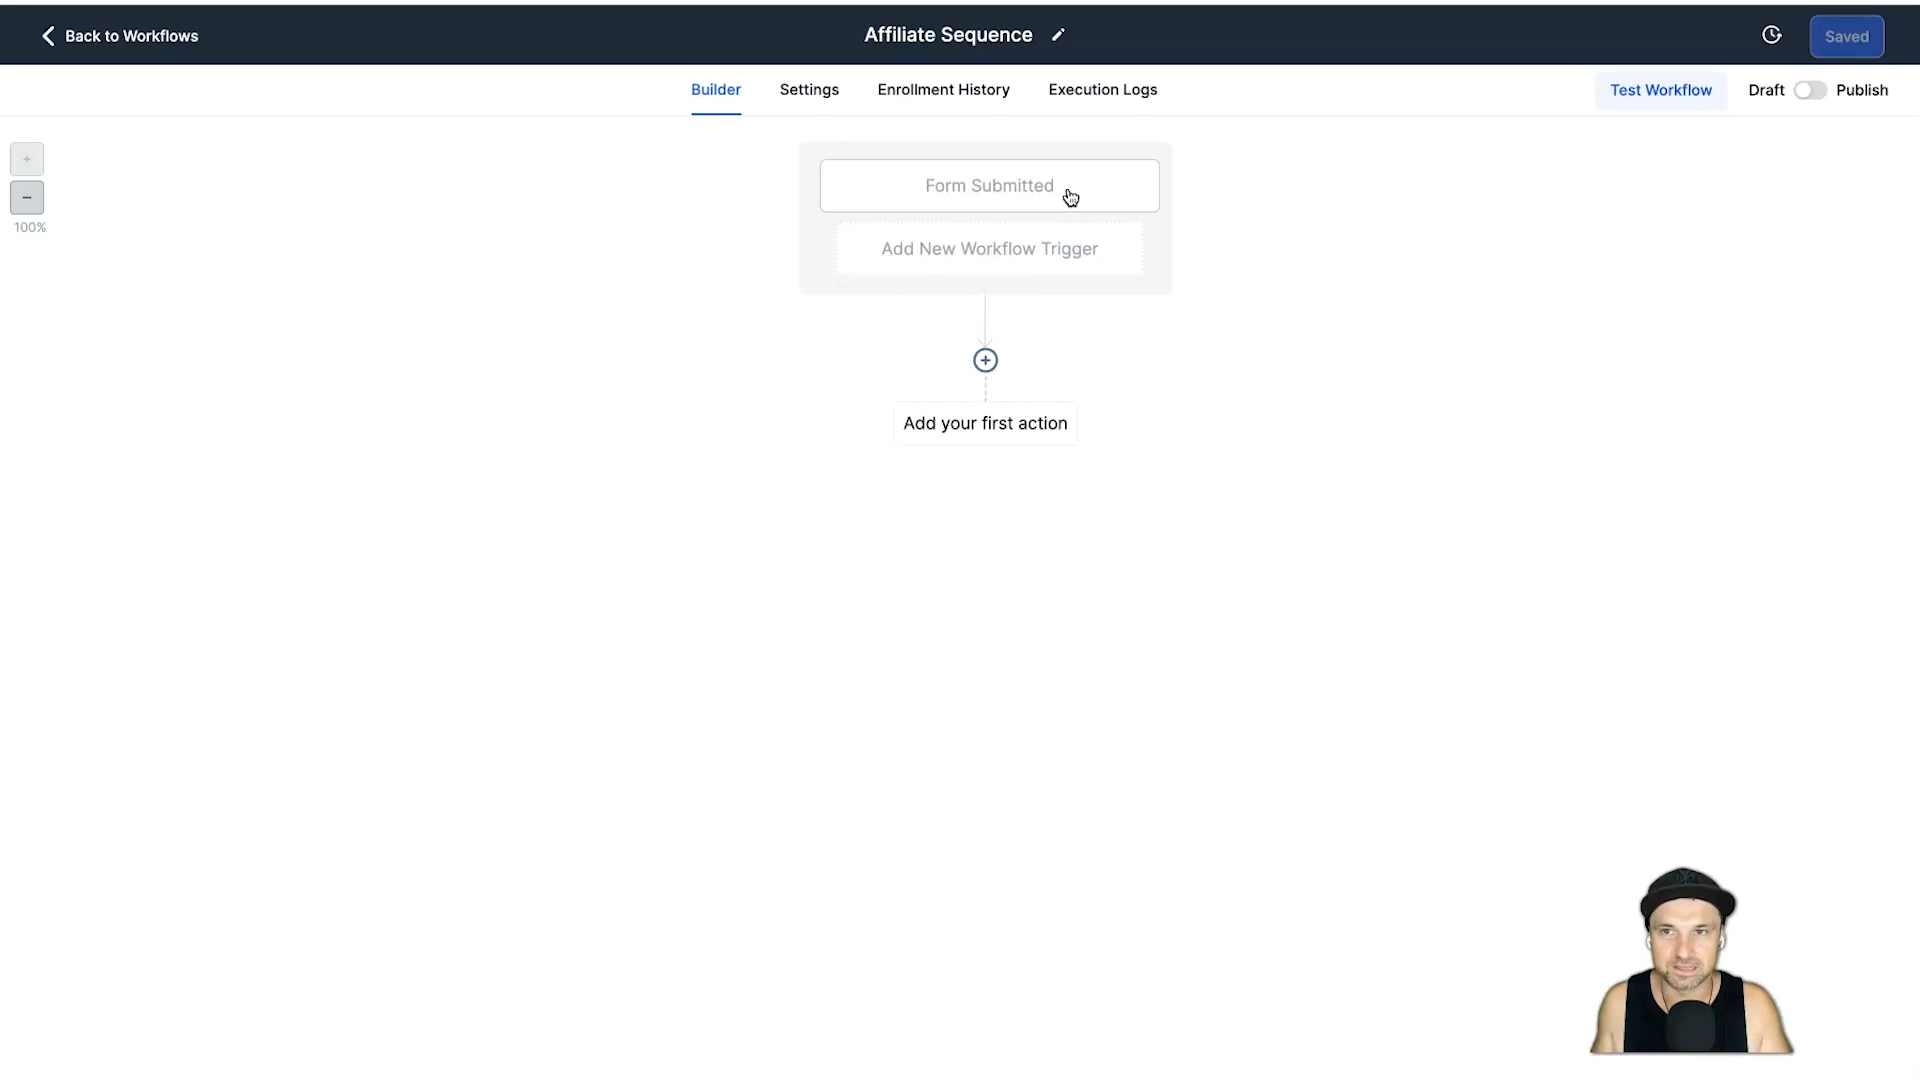 Back to Workflows
Affiliate Sequence
Saved
Builder
Settings
Enrollment History
Execution Logs
Test Workflow
Draft
Publish
+
Form Submitted
−
Add New Workflow Trigger
100%
+
Add your first action